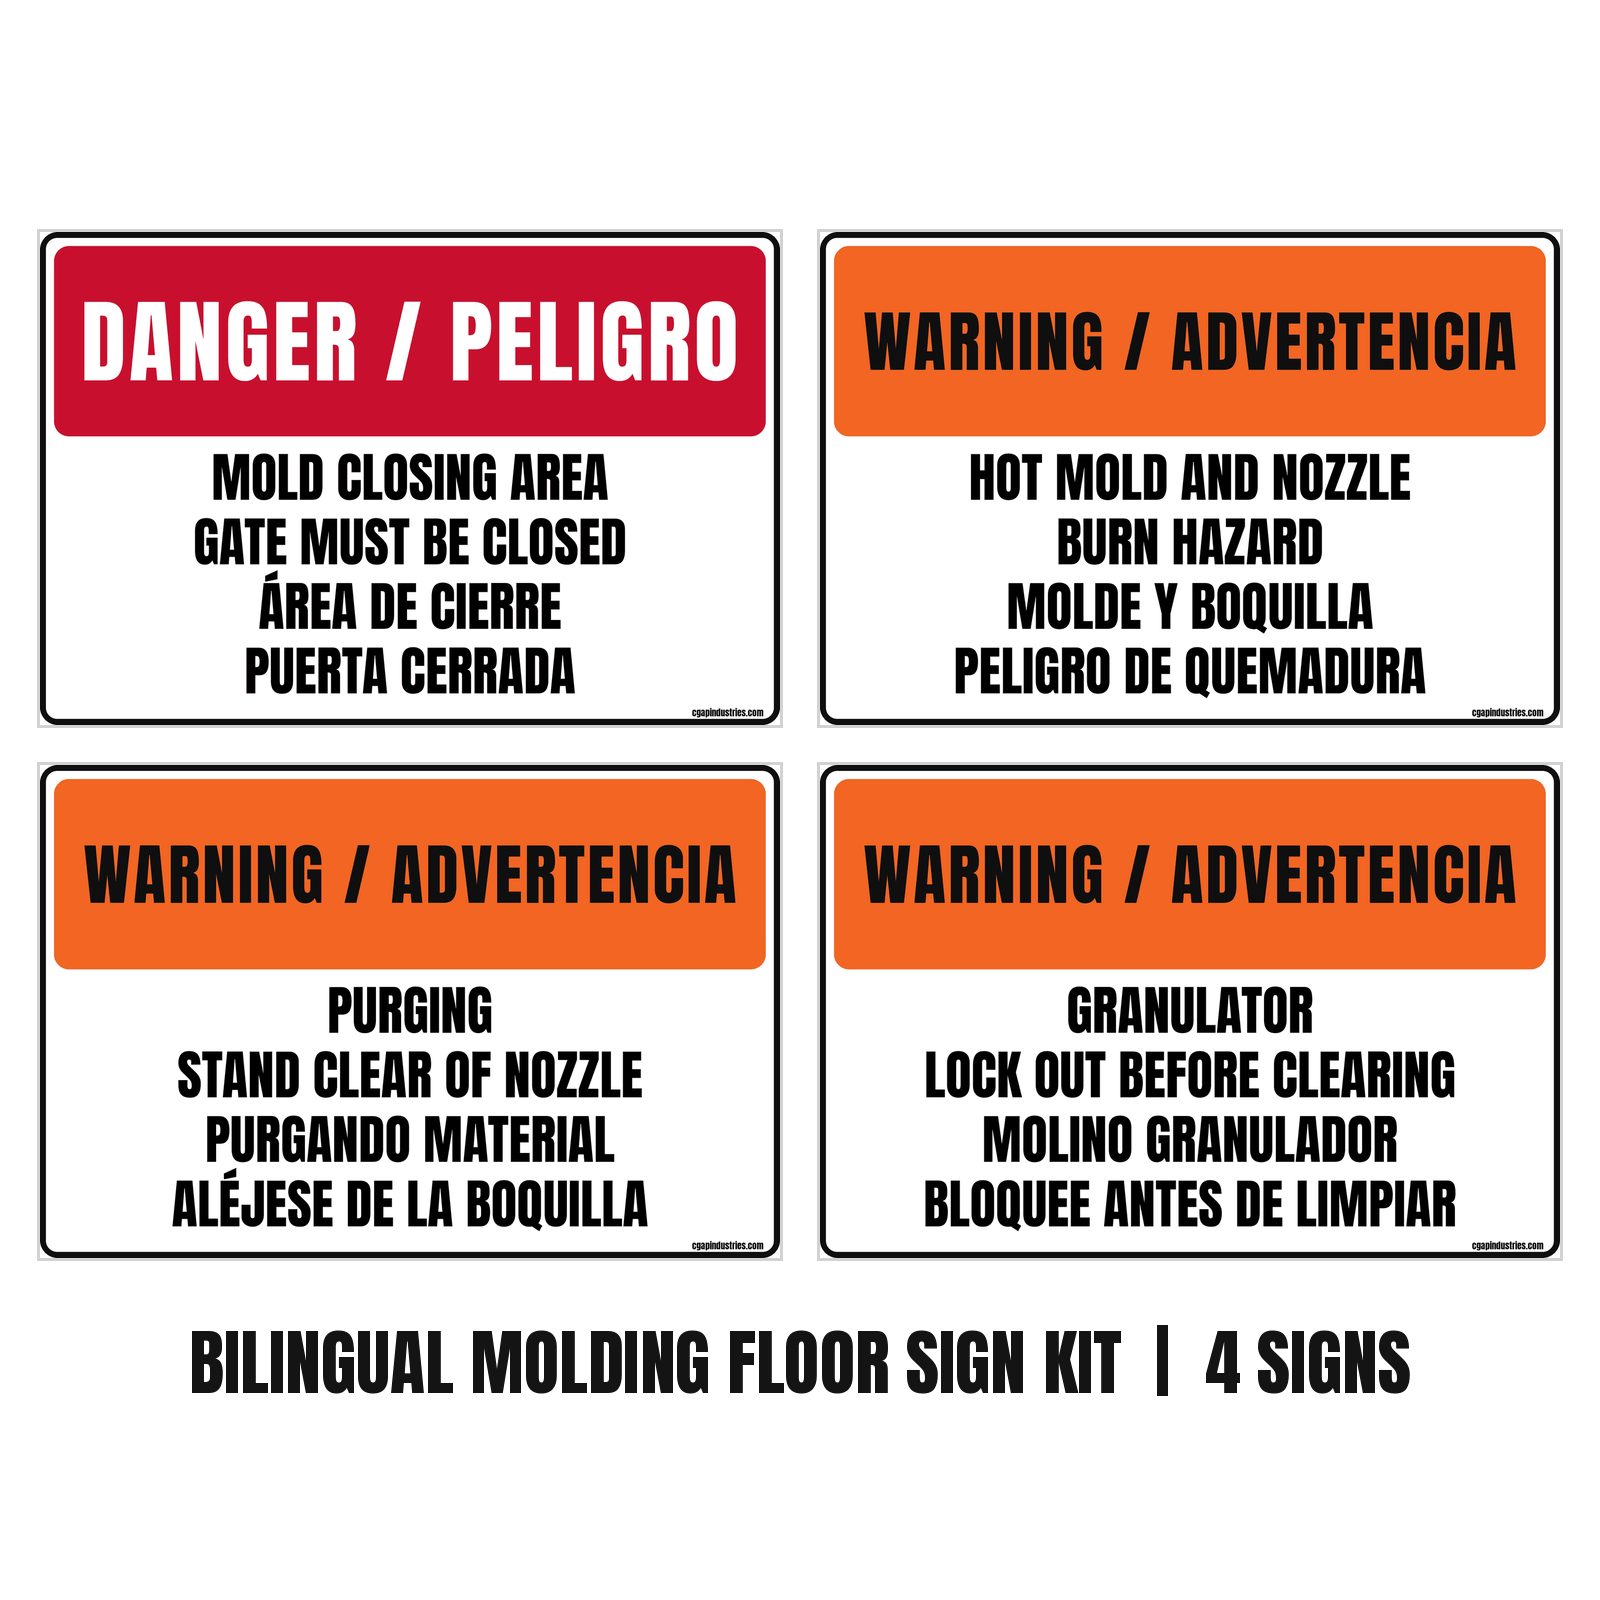 DANGER / PELIGRO
MOLD CLOSING AREA
GATE MUST BE CLOSED
ÁREA DE CIERRE
PUERTA CERRADA
cgapindustries.com
WARNING / ADVERTENCIA
HOT MOLD AND NOZZLE
BURN HAZARD
MOLDE Y BOQUILLA
PELIGRO DE QUEMADURA
cgapindustries.com
WARNING / ADVERTENCIA
PURGING
STAND CLEAR OF NOZZLE
PURGANDO MATERIAL
ALÉJESE DE LA BOQUILLA
cgapindustries.com
WARNING / ADVERTENCIA
GRANULATOR
LOCK OUT BEFORE CLEARING
MOLINO GRANULADOR
BLOQUEE ANTES DE LIMPIAR
cgapindustries.com
BILINGUAL MOLDING FLOOR SIGN KIT | 4 SIGNS